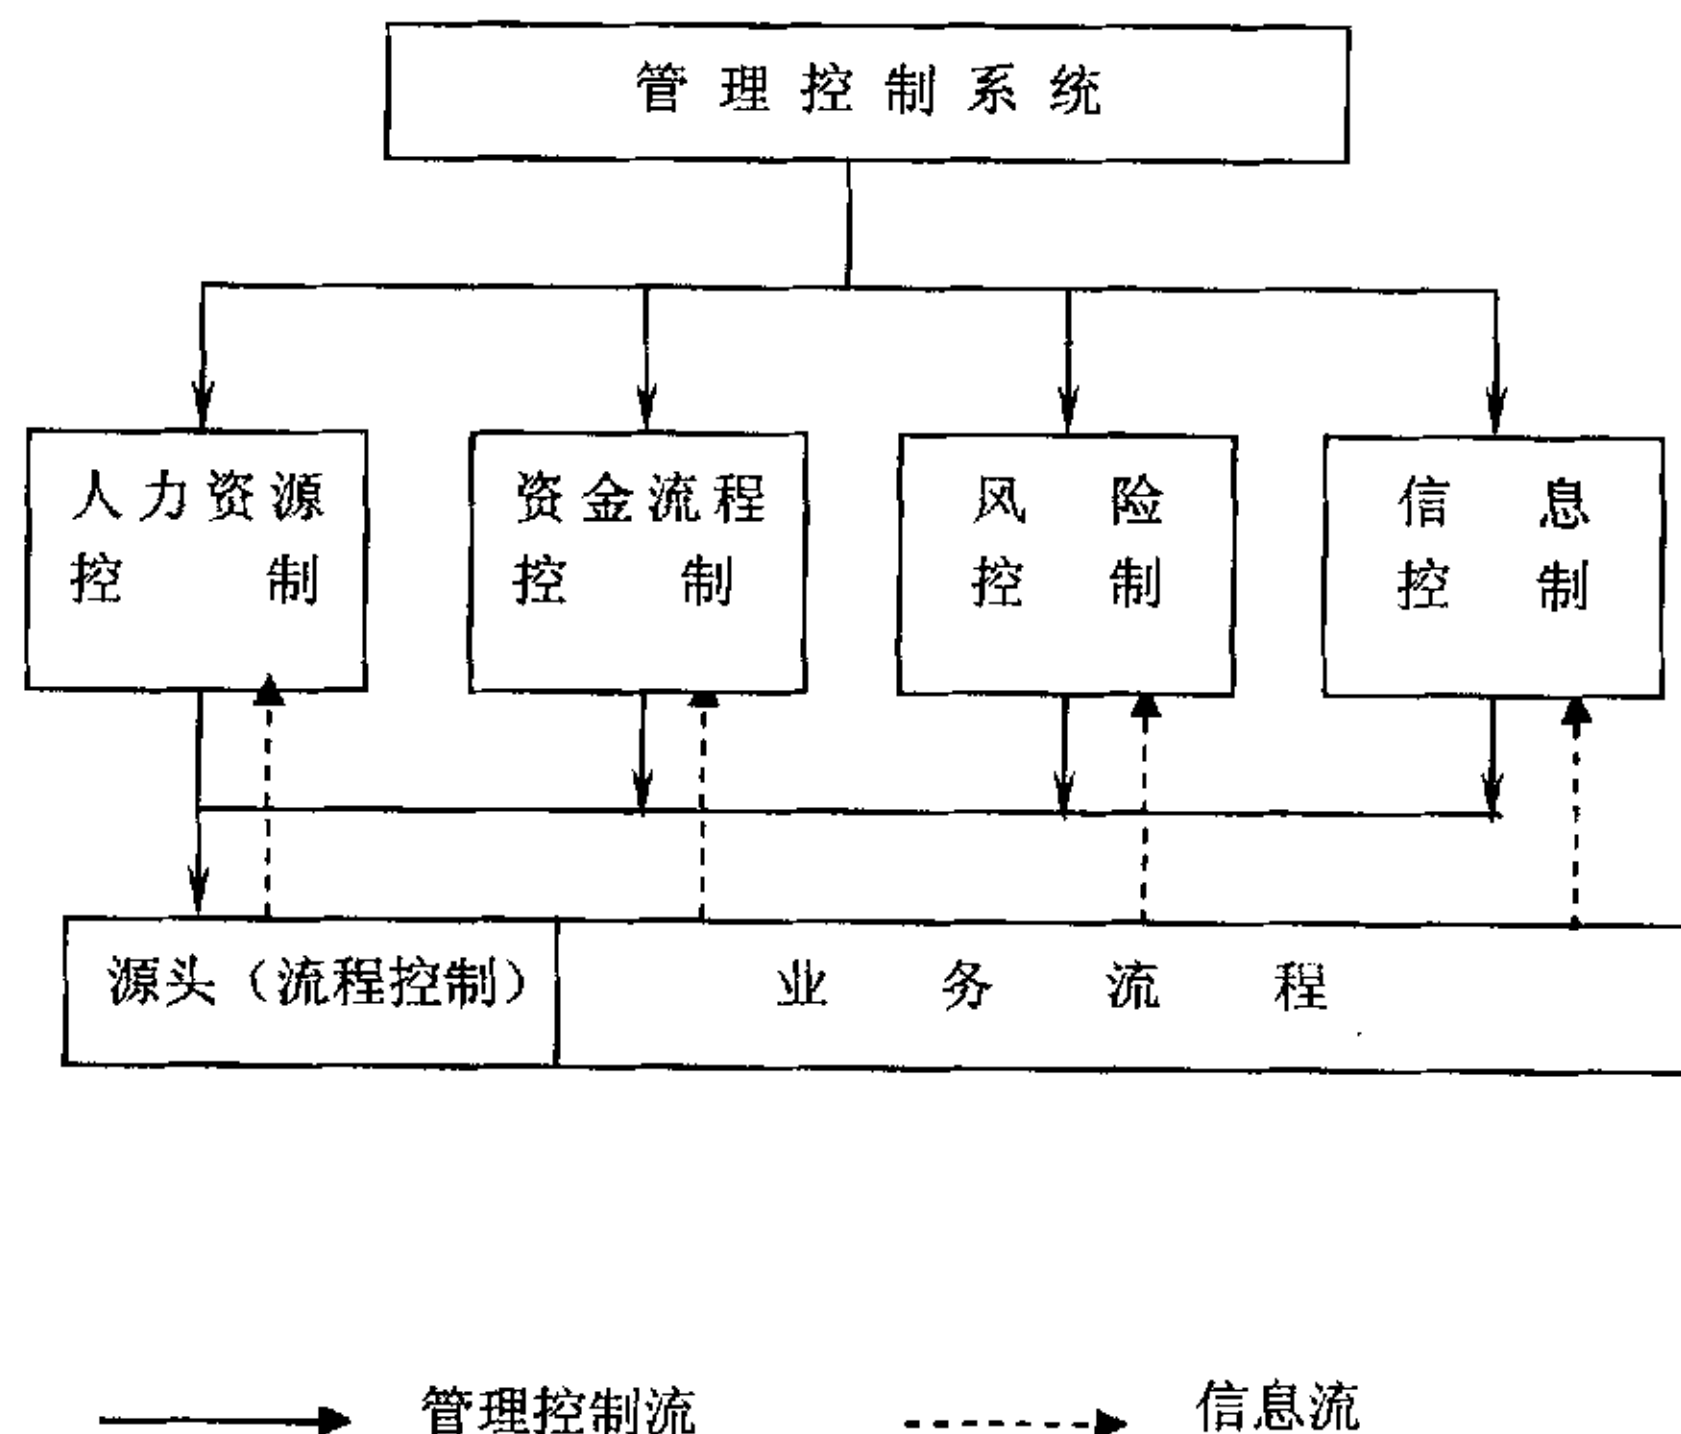 管理控制系统
人力资源
控制
资金流程
控制
风险
控制
信息
控制
源头（流程控制）
业务流程
管理控制流
信息流